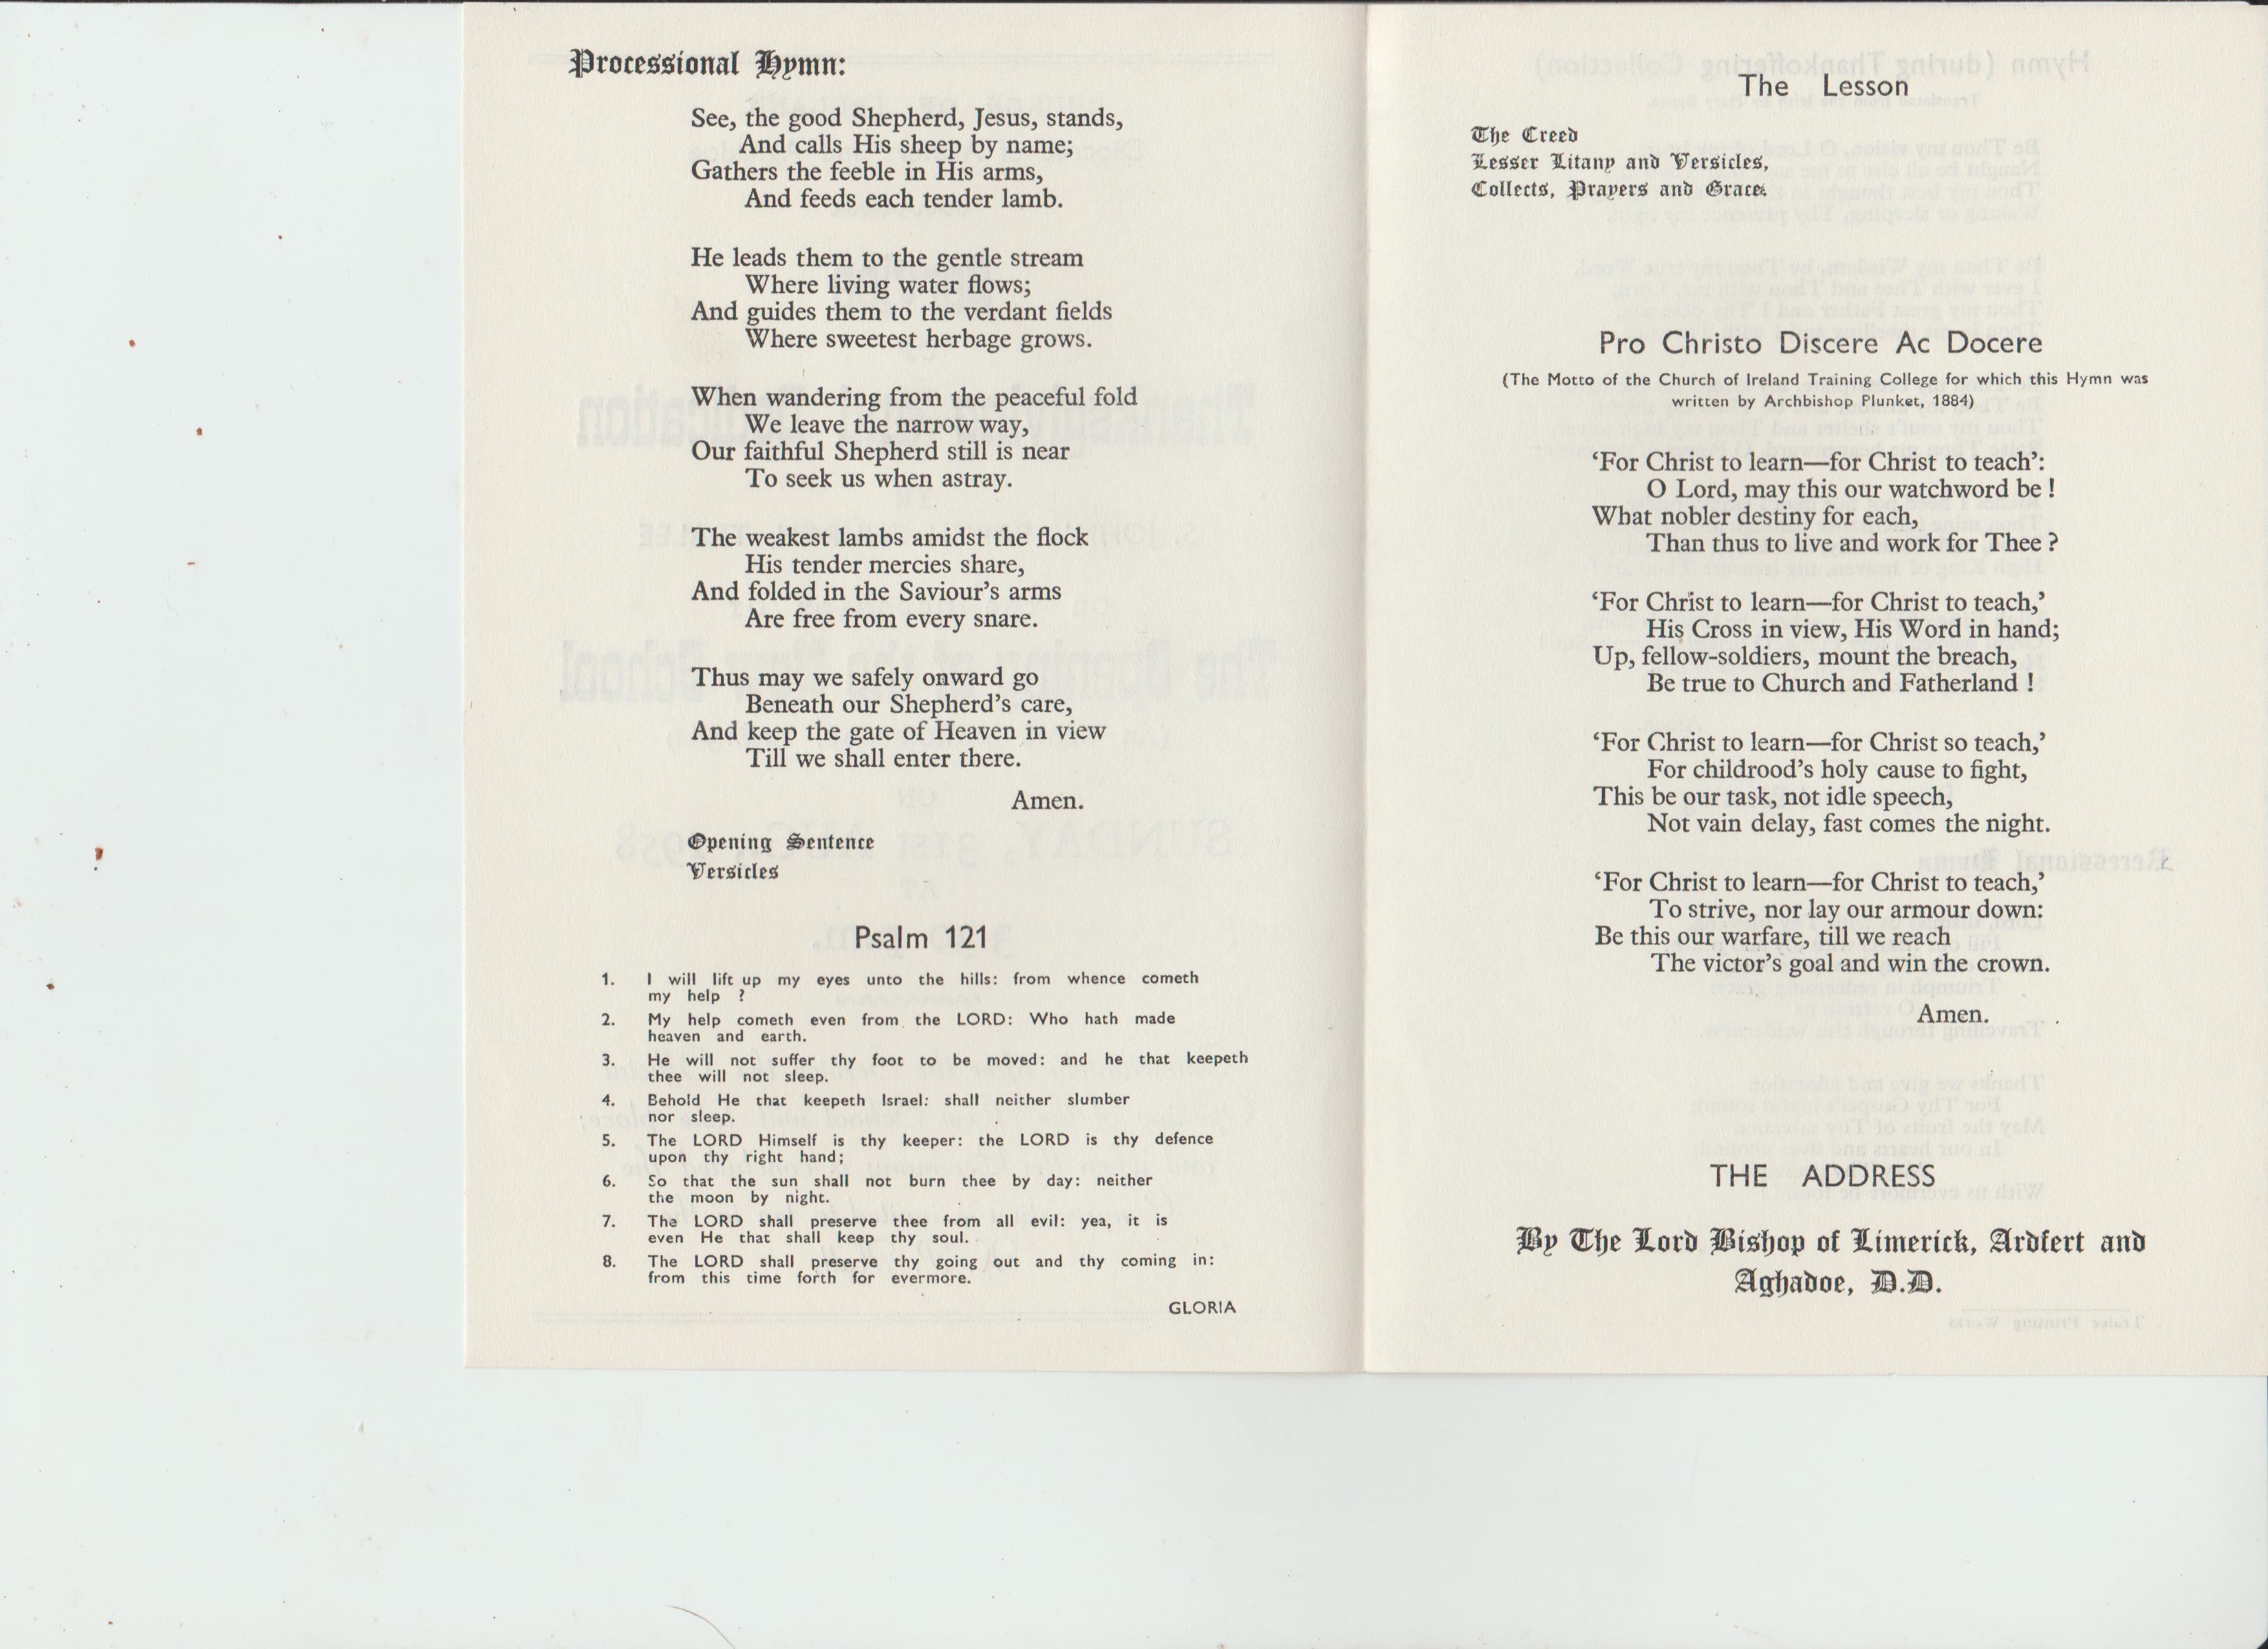 Processional Hymn:
See, the good Shepherd, Jesus, stands,
And calls His sheep by name;
Gathers the feeble in His arms,
And feeds each tender lamb.
He leads them to the gentle stream
Where living water flows;
And guides them to the verdant fields
Where sweetest herbage grows.
When wandering from the peaceful fold
We leave the narrow way,
Our faithful Shepherd still is near
To seek us when astray.
The weakest lambs amidst the flock
His tender mercies share,
And folded in the Saviour's arms
Are free from every snare.
Thus may we safely onward go
Beneath our Shepherd's care,
And keep the gate of Heaven in view
Till we shall enter there.
Amen.
Opening Sentence
Versicles
Psalm 121
1. I will lift up my eyes unto the hills: from whence cometh
my help ?
2. My help cometh even from the LORD: Who hath made
heaven and earth.
3. He will not suffer thy foot to be moved: and he that keepeth
thee will not sleep.
4. Behold He that keepeth Israel: shall neither slumber
nor sleep.
5. The LORD Himself is thy keeper: the LORD is thy defence
upon thy right hand;
6. So that the sun shall not burn thee by day: neither
the moon by night.
7. The LORD shall preserve thee from all evil: yea, it is
even He that shall keep thy soul.
8. The LORD shall preserve thy going out and thy coming in:
from this time forth for evermore.
GLORIA
The Lesson
The Creed
Lesser Litany and Versicles,
Collects, Prayers and Grace.
Pro Christo Discere Ac Docere
(The Motto of the Church of Ireland Training College for which this Hymn was
written by Archbishop Plunket, 1884)
'For Christ to learn—for Christ to teach':
O Lord, may this our watchword be !
What nobler destiny for each,
Than thus to live and work for Thee ?
'For Christ to learn—for Christ to teach,'
His Cross in view, His Word in hand;
Up, fellow-soldiers, mount the breach,
Be true to Church and Fatherland !
'For Christ to learn—for Christ so teach,'
For childrood's holy cause to fight,
This be our task, not idle speech,
Not vain delay, fast comes the night.
'For Christ to learn—for Christ to teach,'
To strive, nor lay our armour down:
Be this our warfare, till we reach
The victor's goal and win the crown.
Amen.
THE ADDRESS
By The Lord Bishop of Limerick, Ardfert and
Aghadoe, D.D.